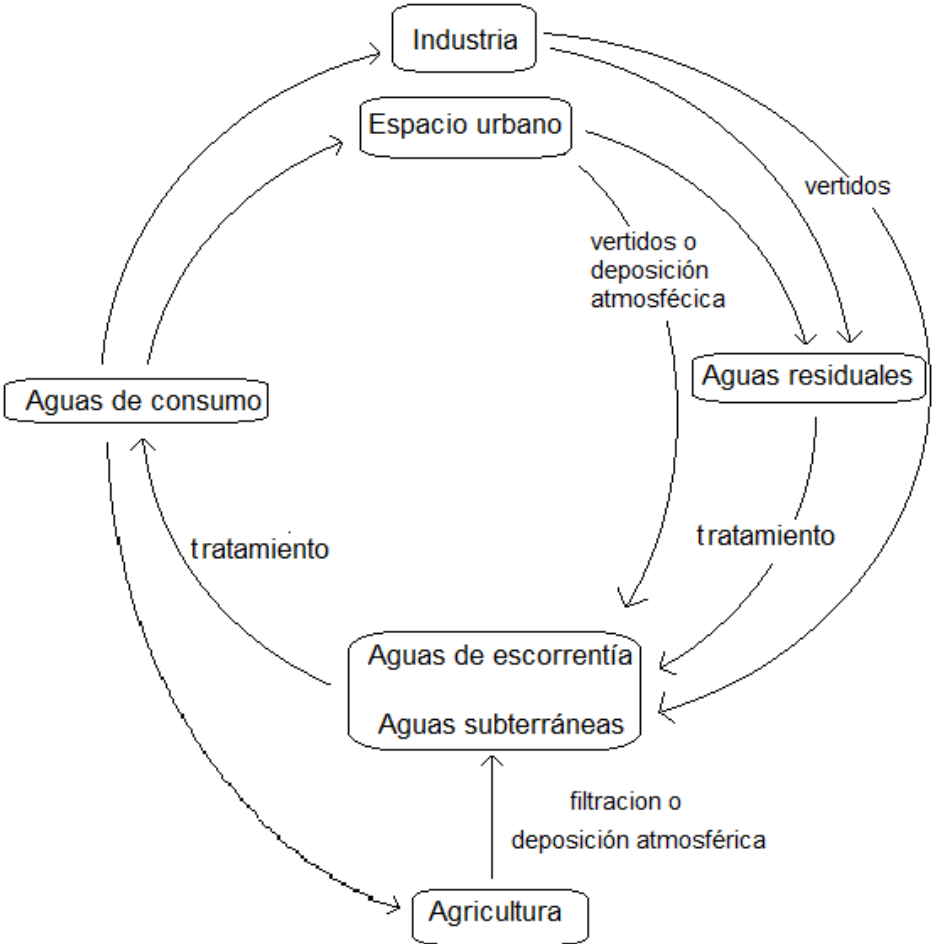 Industria
Espacio urbano
vertidos
vertidos o
deposición
atmosfécica
Aguas residuales
Aguas de consumo
tratamiento
tratamiento
Aguas de escorrentía
Aguas subterráneas
filtracion o
deposición atmosférica
Agricultura